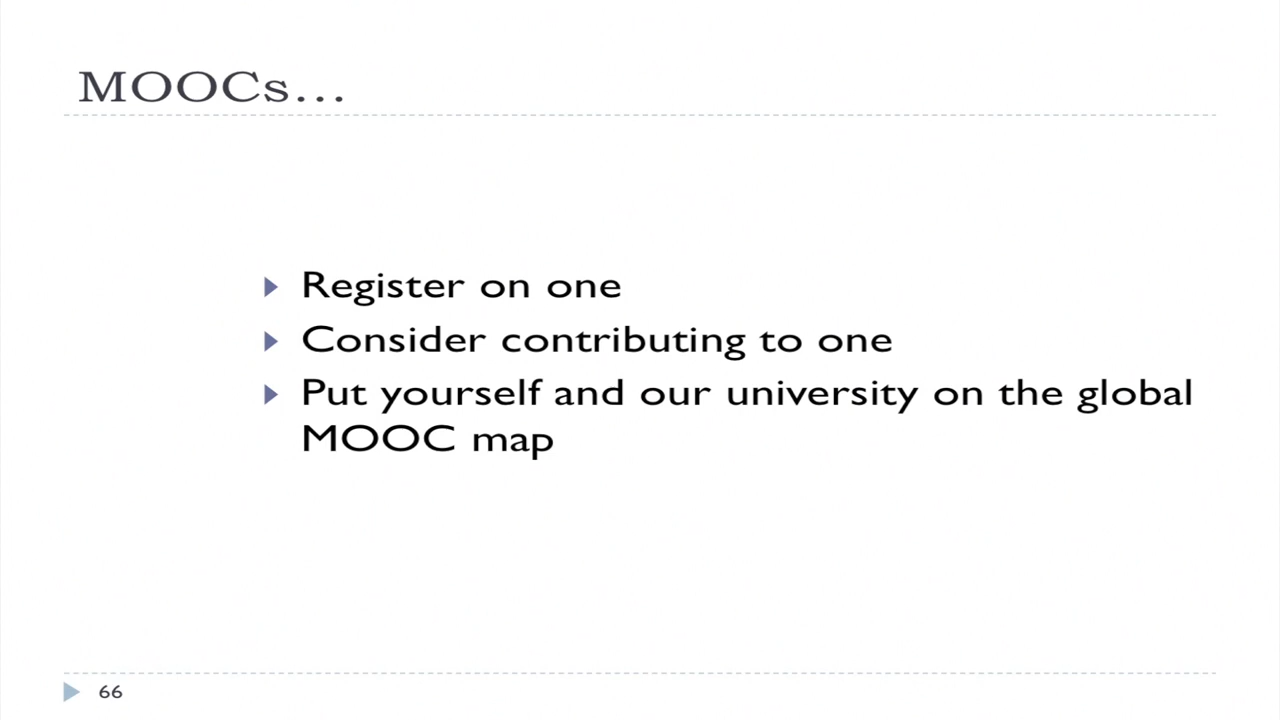 MOOCs...
Register on one
Consider contributing to one
Put yourself and our university on the global
MOOC map
66